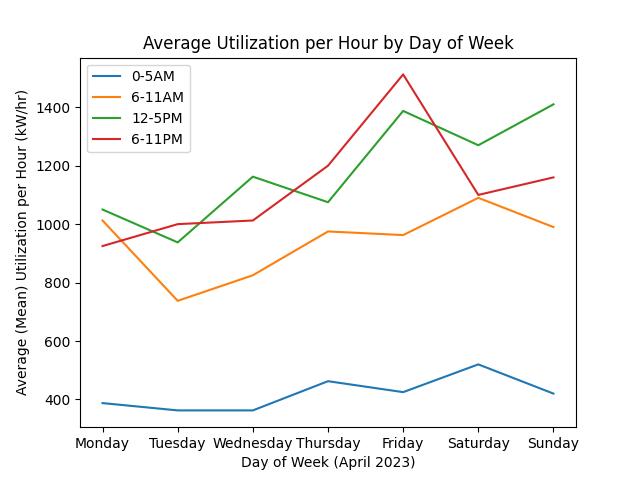 Average Utilization per Hour by Day of Week
Average (Mean) Utilization per Hour (kW/hr)
0-5AM
6-11AM
12-5PM
6-11PM
1400
1200
1000
800
600
400
Monday Tuesday Wednesday Thursday Friday Saturday Sunday
Day of Week (April 2023)